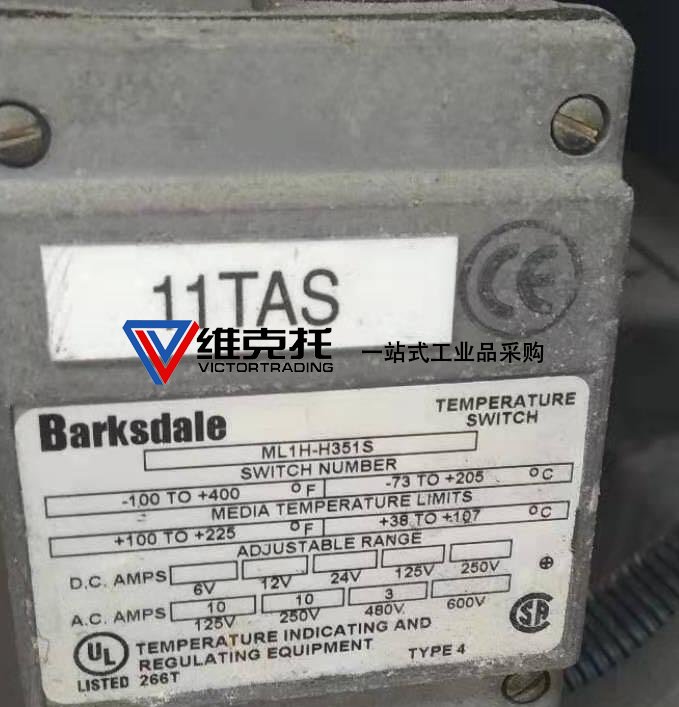 CE
11TAS
维克托
VICTORTRADING
一站式工业品采购
Barksdale
TEMPERATURE
SWITCH
ML1H-H351S
SWITCH NUMBER
-100 TO +400 °F
-73 TO +205 °C
MEDIA TEMPERATURE LIMITS
+100 TO +225 °F
+38 TO +107 °C
ADJUSTABLE RANGE
D.C. AMPS
6V 12V 24V 125V 250V
A.C. AMPS 10 10 3
125V 250V 480V. 600V
UL
LISTED 266T
TEMPERATURE INDICATING AND
REGULATING EQUIPMENT
TYPE 4
SA